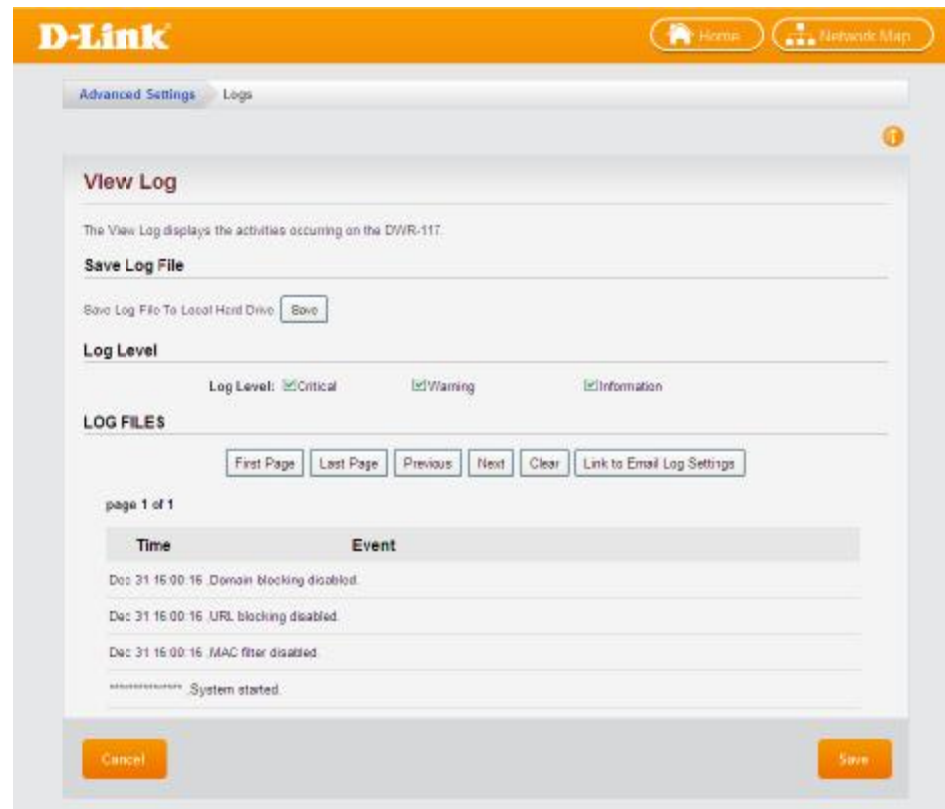 D-Link
Home
Network Map
Advanced Settings
Logs
View Log
The View Log displays the activities occurring on the DWR-117.
Save Log File
Save Log File To Local Hard Drive Save
Log Level
Log Level: Critical Warning Information
LOG FILES
First Page Last Page Previous Next Clear Link to Email Log Settings
page 1 of 1
Time Event
Dec 31 16:00:16 .Domain blocking disabled.
Dec 31 16:00:16 .URL blocking disabled.
Dec 31 16:00:16 .MAC filter disabled.
*************** .System started.
Cancel
Save